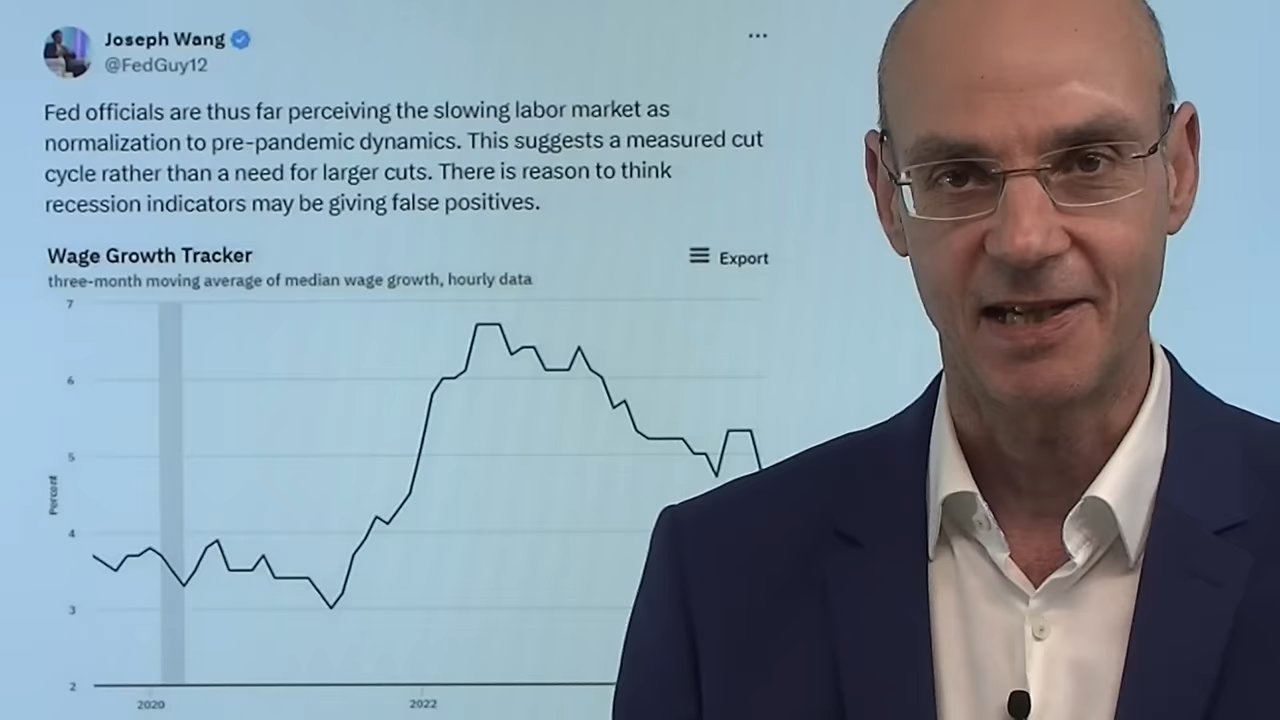 Joseph Wang
@FedGuy12
Fed officials are thus far perceiving the slowing labor market as
normalization to pre-pandemic dynamics. This suggests a measured cut
cycle rather than a need for larger cuts. There is reason to think
recession indicators may be giving false positives.
Wage Growth Tracker
Export
three-month moving average of median wage growth, hourly data
7
6
5
4
3
2
Percent
2020
2022